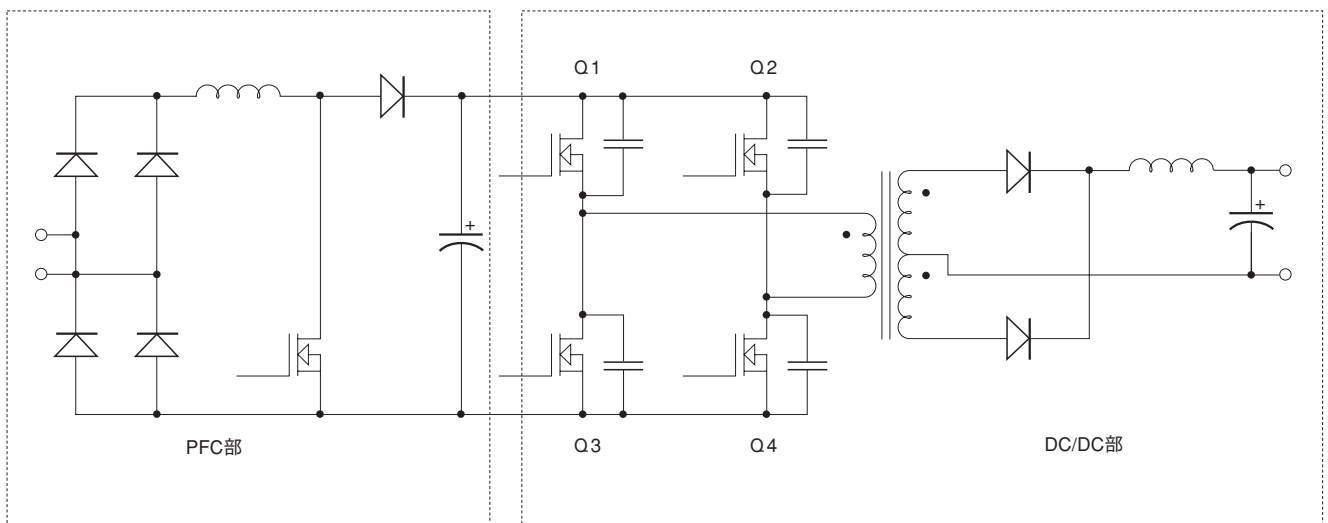 Q1
Q2
+
+
Q3
Q4
PFC部
DC/DC部